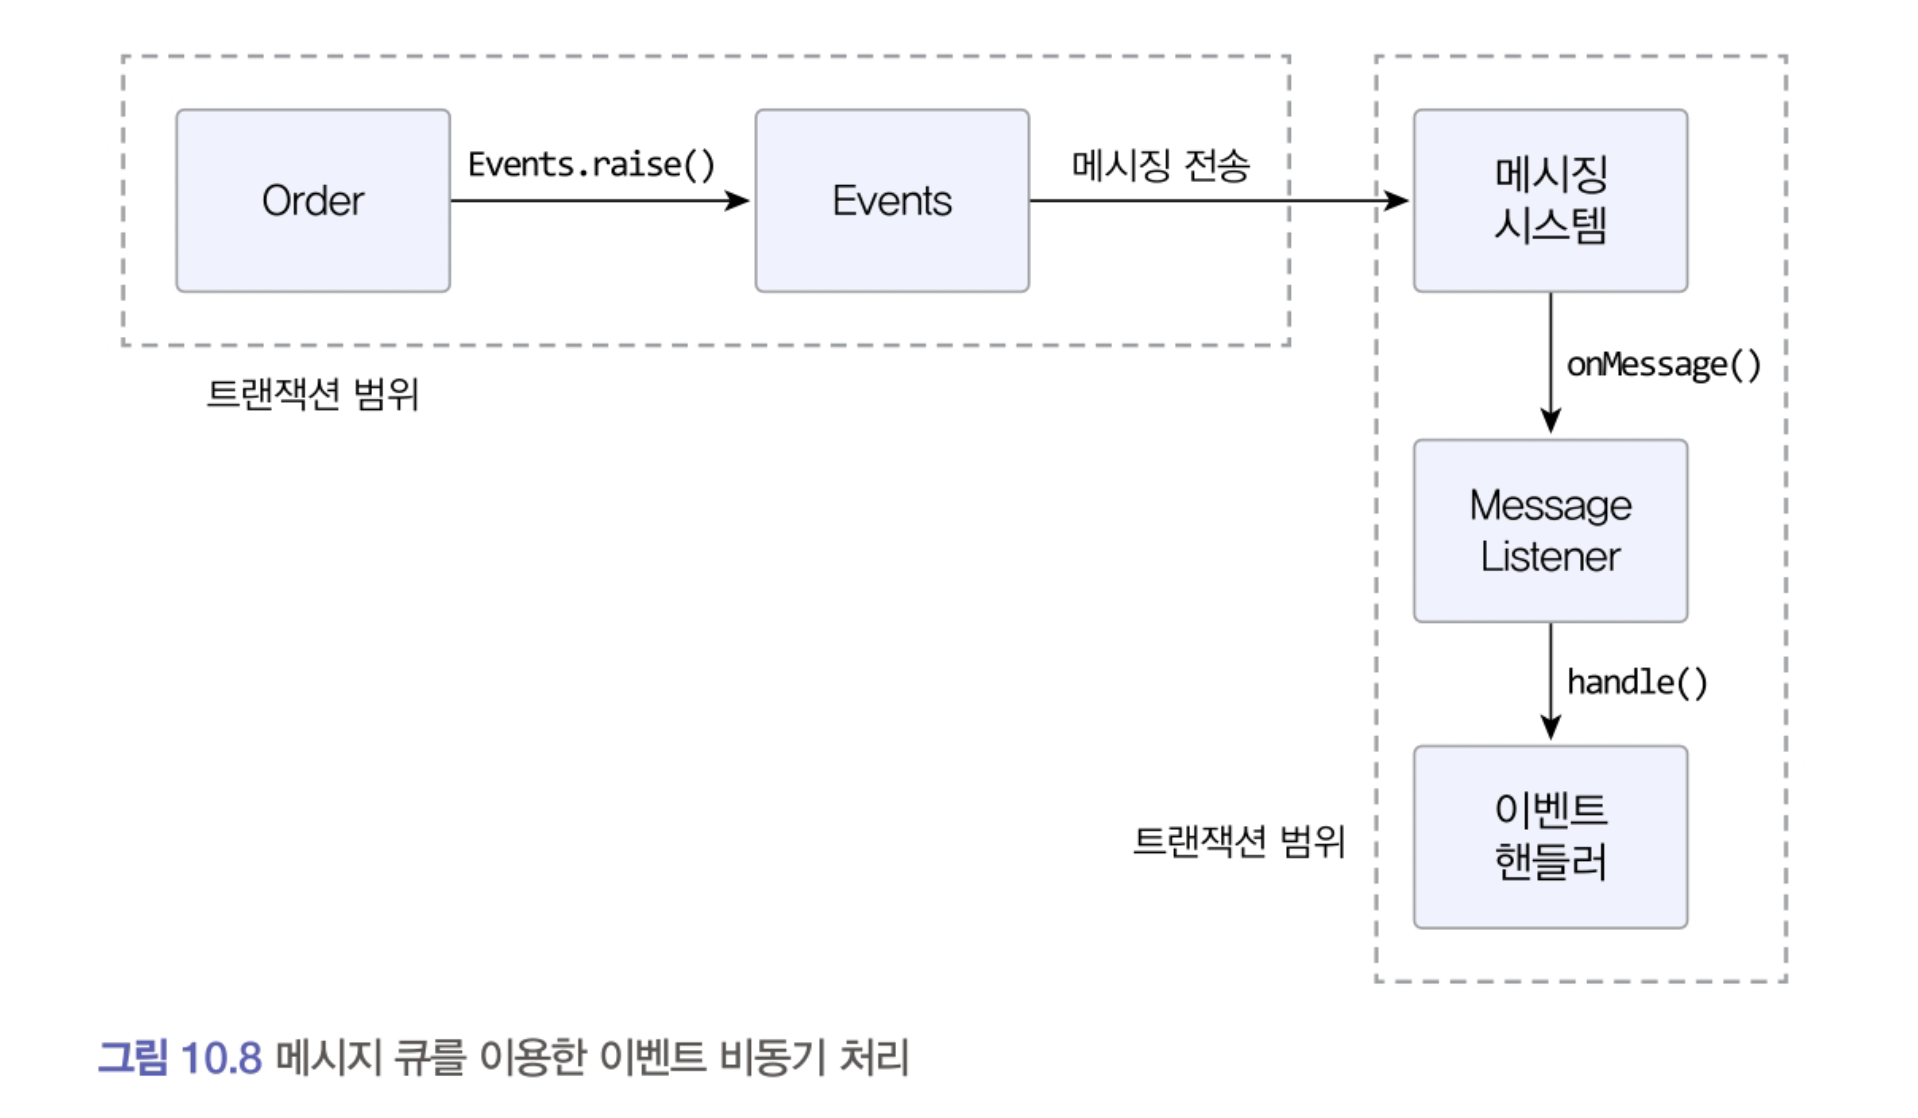 Order
Events.raise()
Events
메시징 전송
메시징
시스템
트랜잭션 범위
onMessage()
Message
Listener
handle()
트랜잭션 범위
이벤트
핸들러
그림 10.8 메시지 큐를 이용한 이벤트 비동기 처리